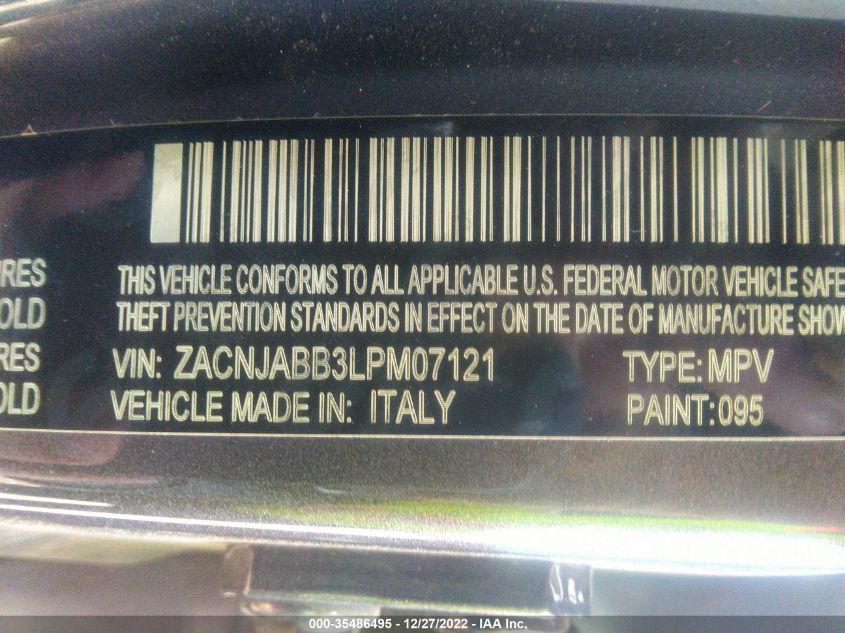 THIS VEHICLE CONFORMS TO ALL APPLICABLE U.S. FEDERAL MOTOR VEHICLE SAFE
THEFT PREVENTION STANDARDS IN EFFECT ON THE DATE OF MANUFACTURE SHOW
RES
OLD
RES
OLD
VIN: ZACNJABB3LPM07121 TYPE: MPV
VEHICLE MADE IN: ITALY PAINT: 095
000-35486495 - 12/27/2022 - IAA Inc.